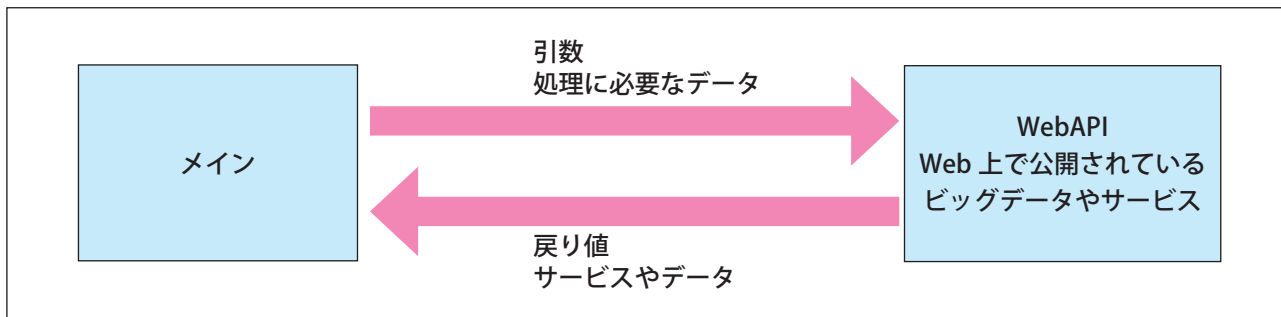 引数
処理に必要なデータ
メイン
WebAPI
Web 上で公開されている
ビッグデータやサービス
戻り値
サービスやデータ